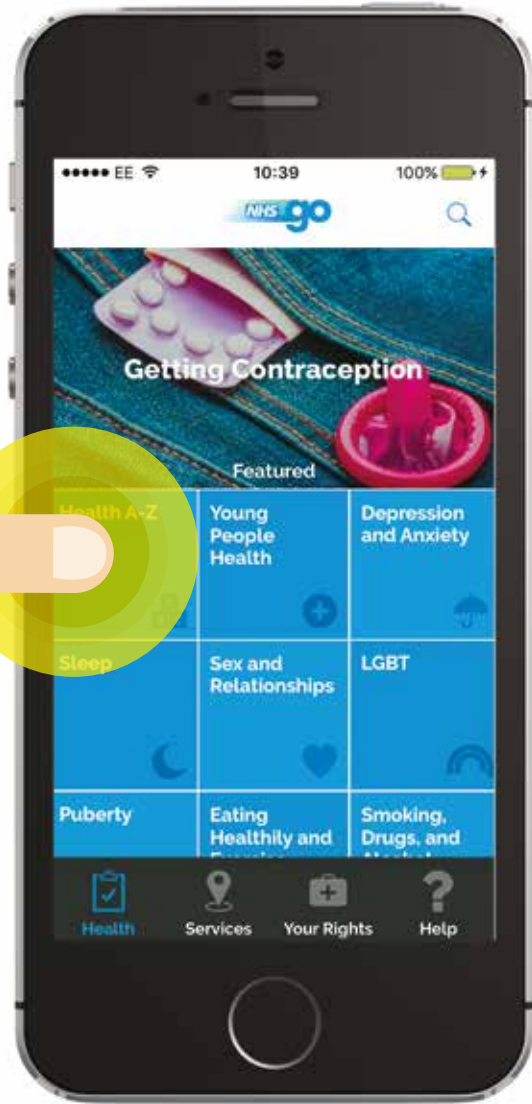 EE 10:39 100%
NHS go
Getting Contraception
Featured
Health A-Z
Young
People
Health
Depression
and Anxiety
Sleep
Sex and
Relationships
LGBT
Puberty
Eating
Healthily and
Smoking,
Drugs, and
Health
Services
Your Rights
Help